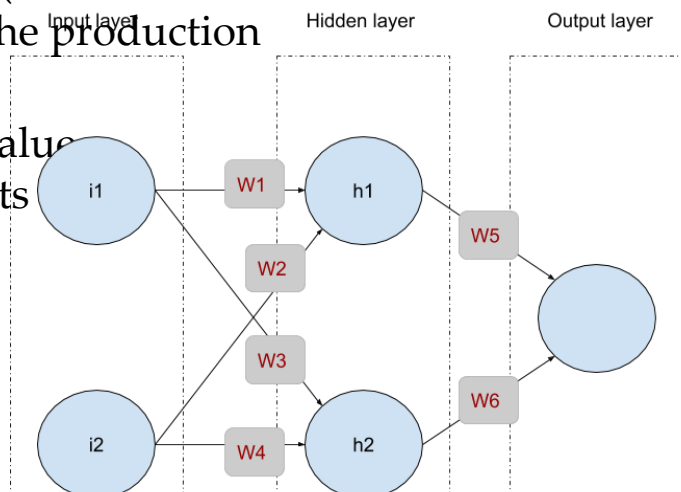 Input layer
Hidden layer
Output layer
he production
alue
ts
i1
W1
h1
W5
W2
W3
W6
i2
W4
h2